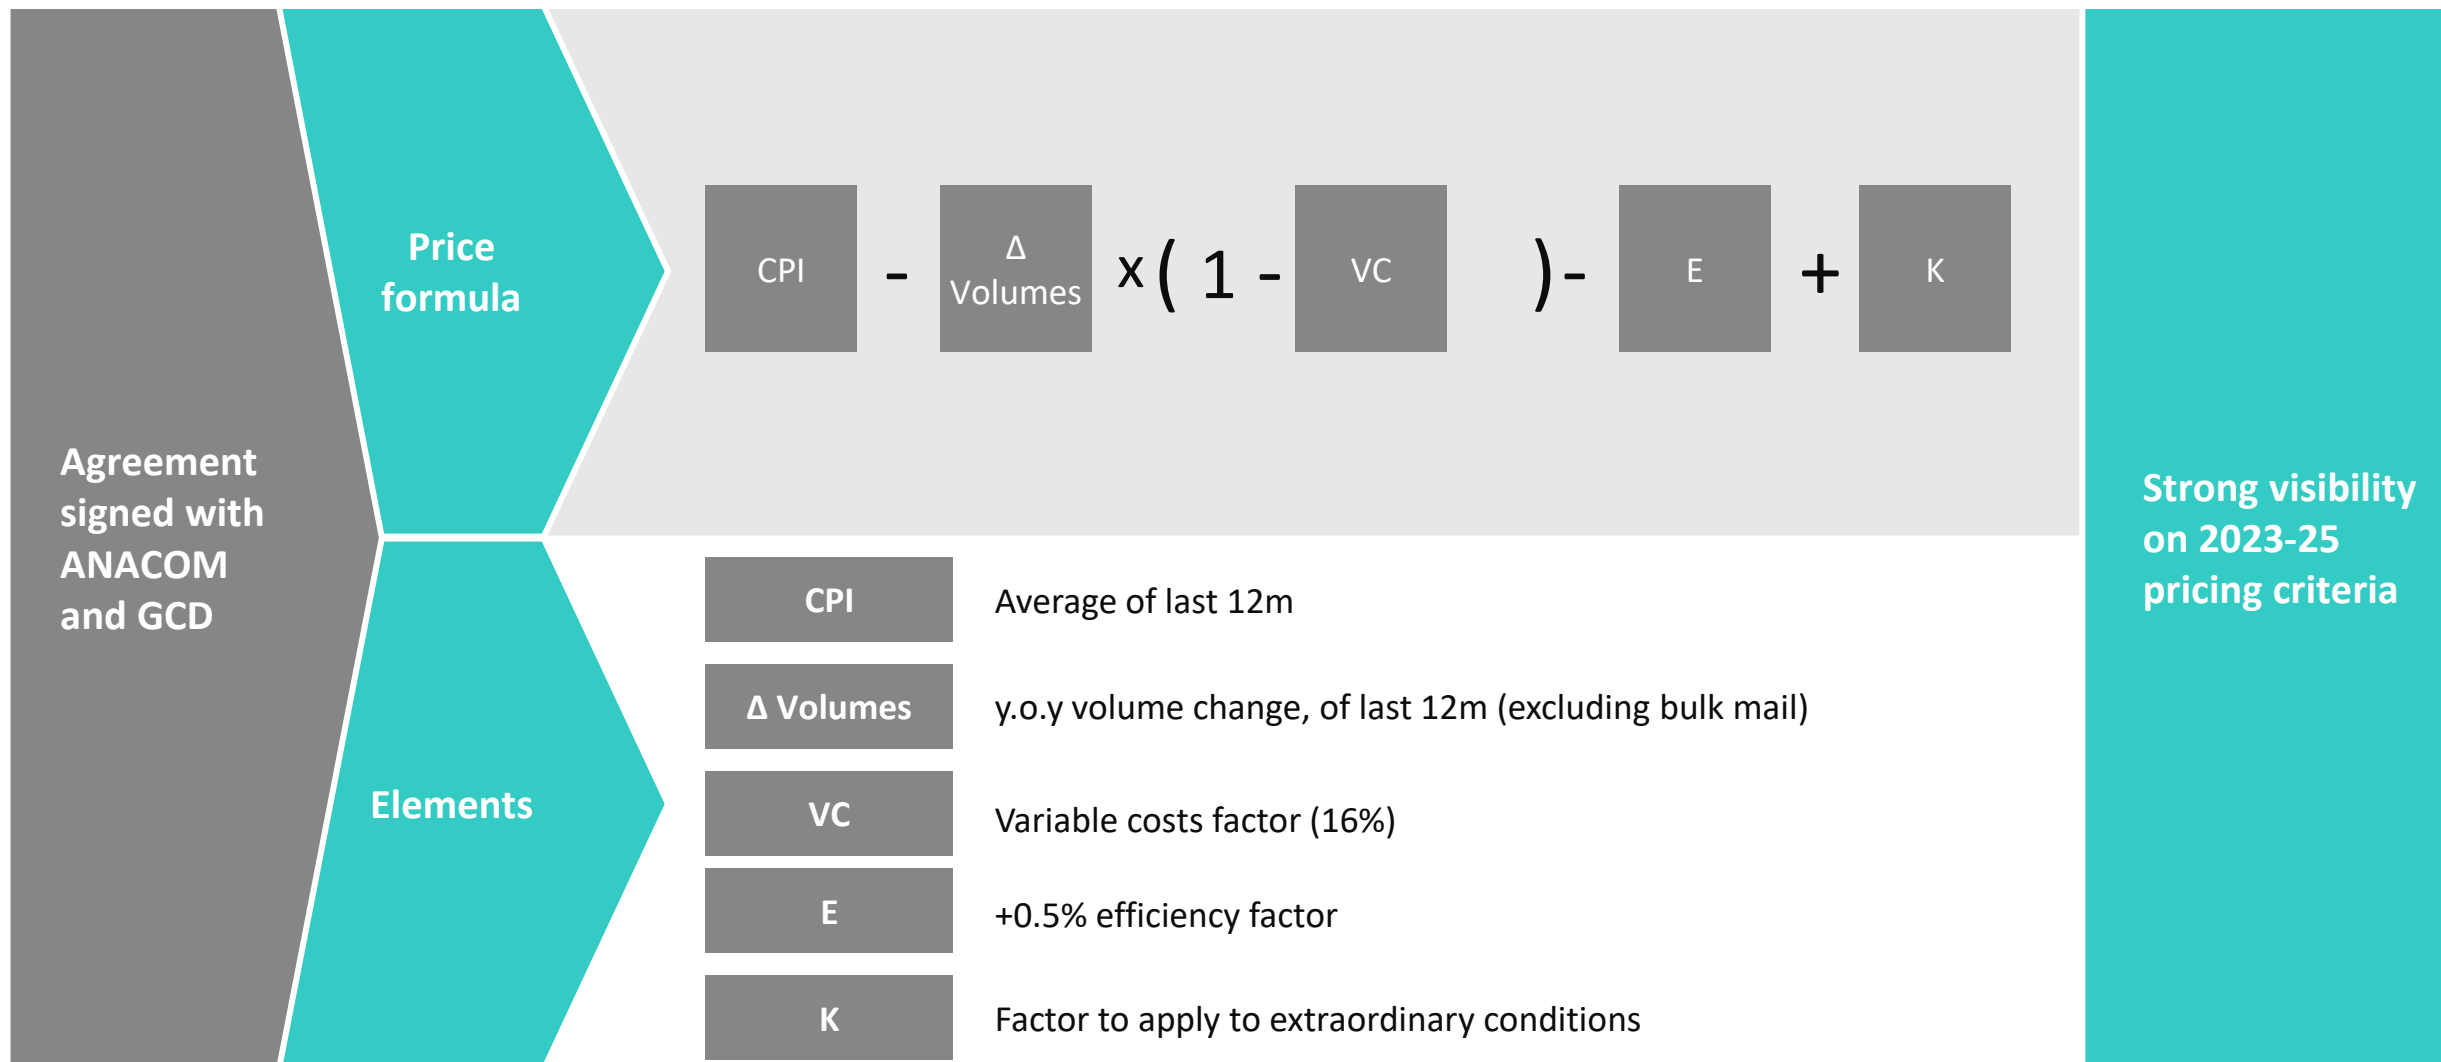 Agreement
signed with
ANACOM
and GCD
Price
formula
CPI - Δ Volumes x ( 1 - VC ) - E + K
Elements
CPI Average of last 12m
Δ Volumes y.o.y volume change, of last 12m (excluding bulk mail)
VC Variable costs factor (16%)
E +0.5% efficiency factor
K Factor to apply to extraordinary conditions
Strong visibility
on 2023-25
pricing criteria